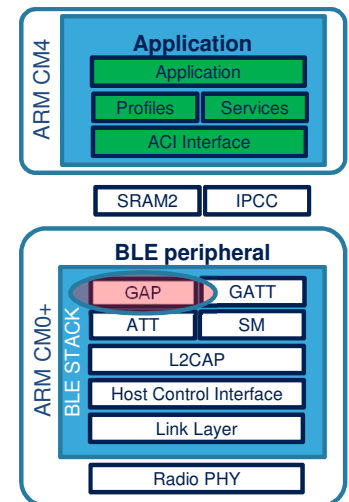 ARM CM4
Application
Application
Profiles Services
ACI Interface
SRAM2 IPCC
ARM CM0+
BLE peripheral
BLE STACK
GAP GATT
ATT SM
L2CAP
Host Control Interface
Link Layer
Radio PHY